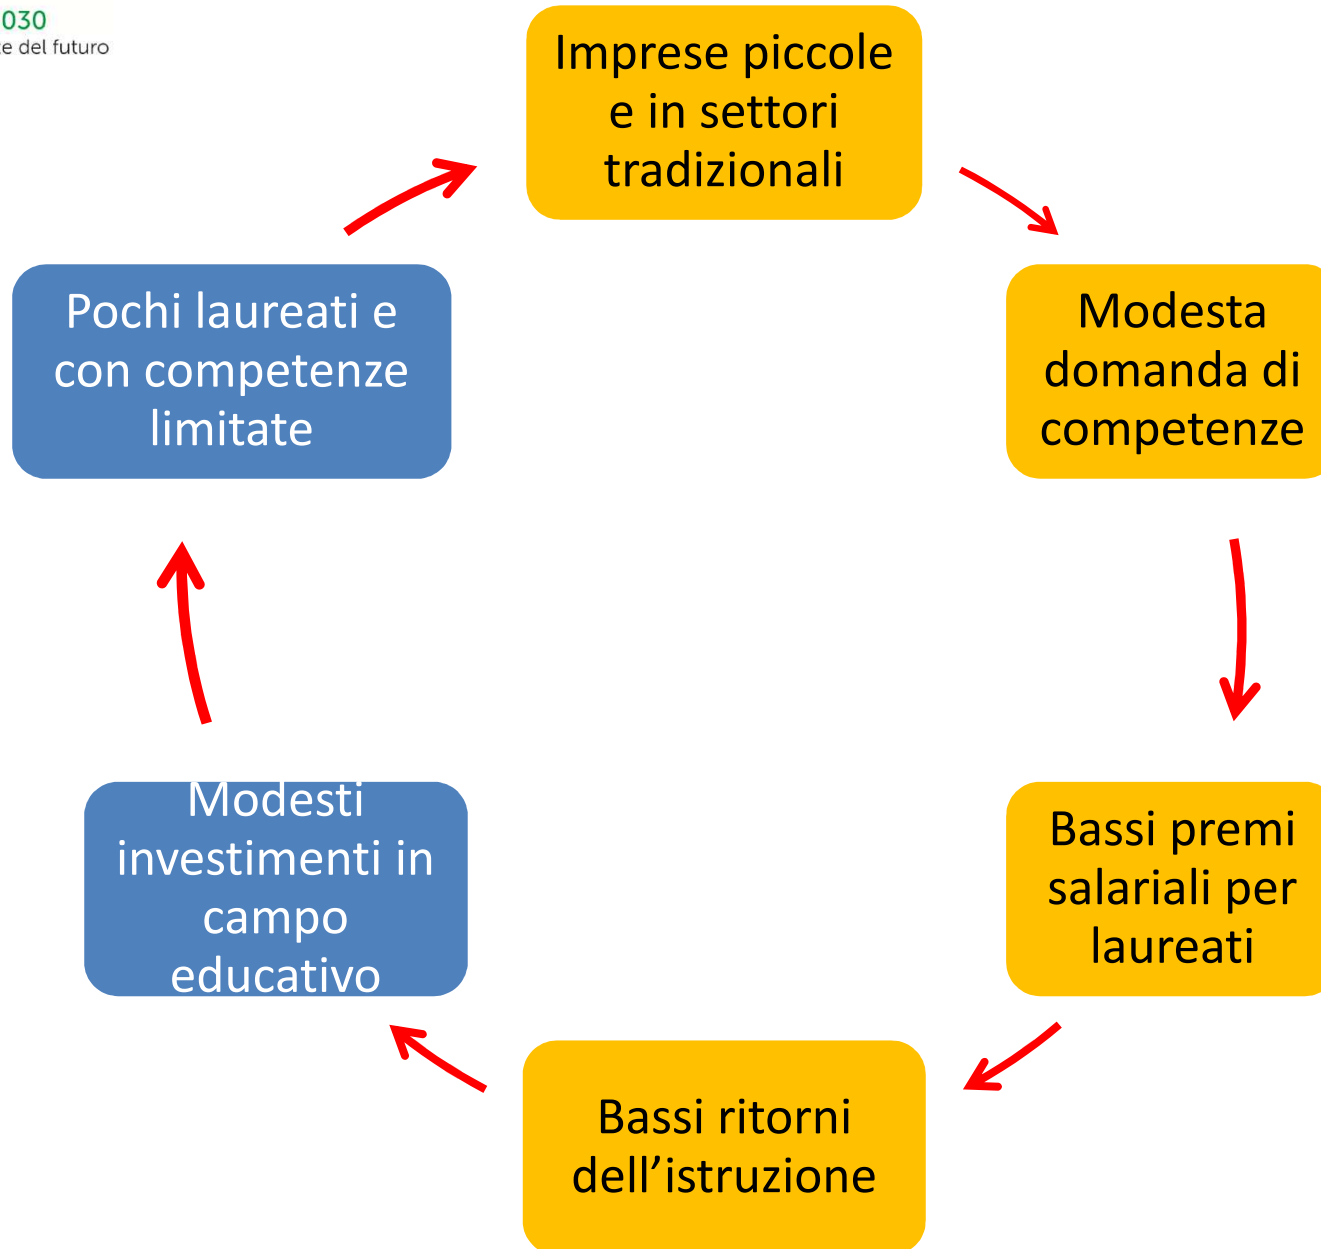 030
e del futuro
Imprese piccole
e in settori
tradizionali
Modesta
domanda di
competenze
Bassi premi
salariali per
laureati
Bassi ritorni
dell’istruzione
Modesti
investimenti in
campo
educativo
Pochi laureati e
con competenze
limitate